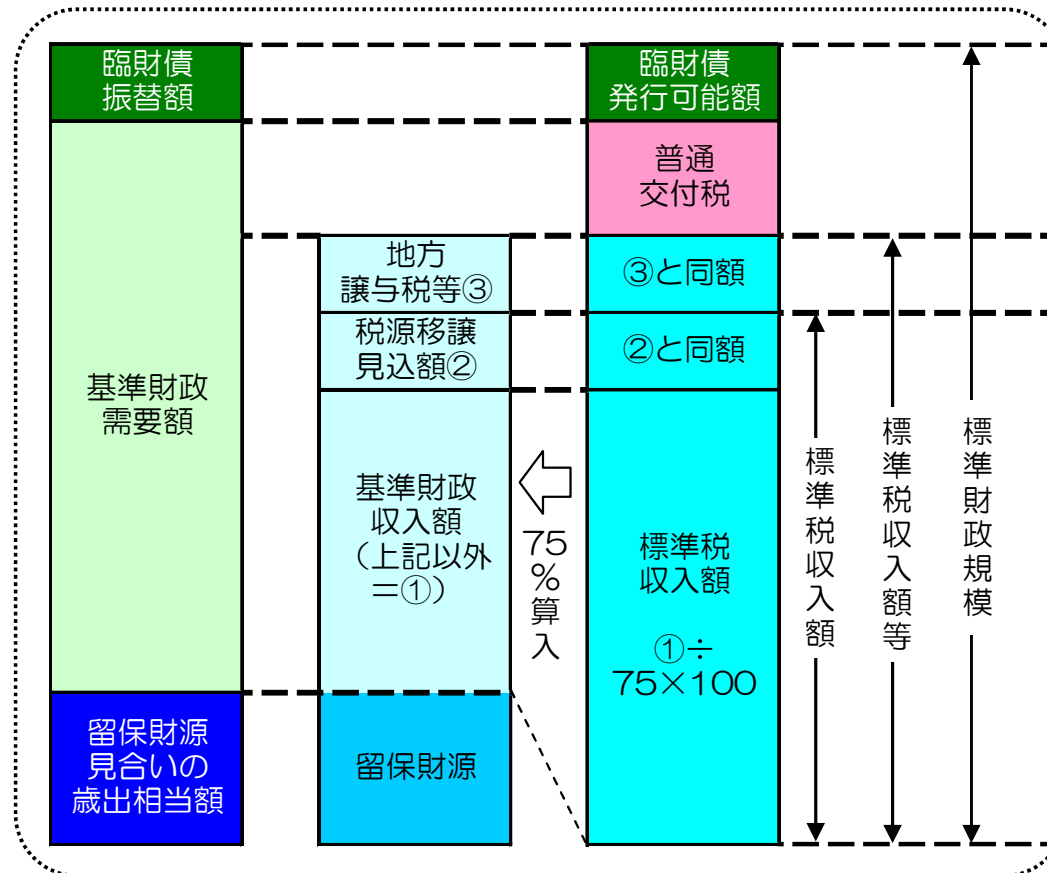 臨財債
振替額
基準財政
需要額
留保財源
見合いの
歳出相当額
地方
譲与税等③
税源移譲
見込額②
基準財政
収入額
(上記以外
=①)
留保財源
75%算入
臨財債
発行可能額
普通
交付税
③と同額
②と同額
標準税
収入額
①÷
75×100
標準税収入額
標準税収入額等
標準財政規模